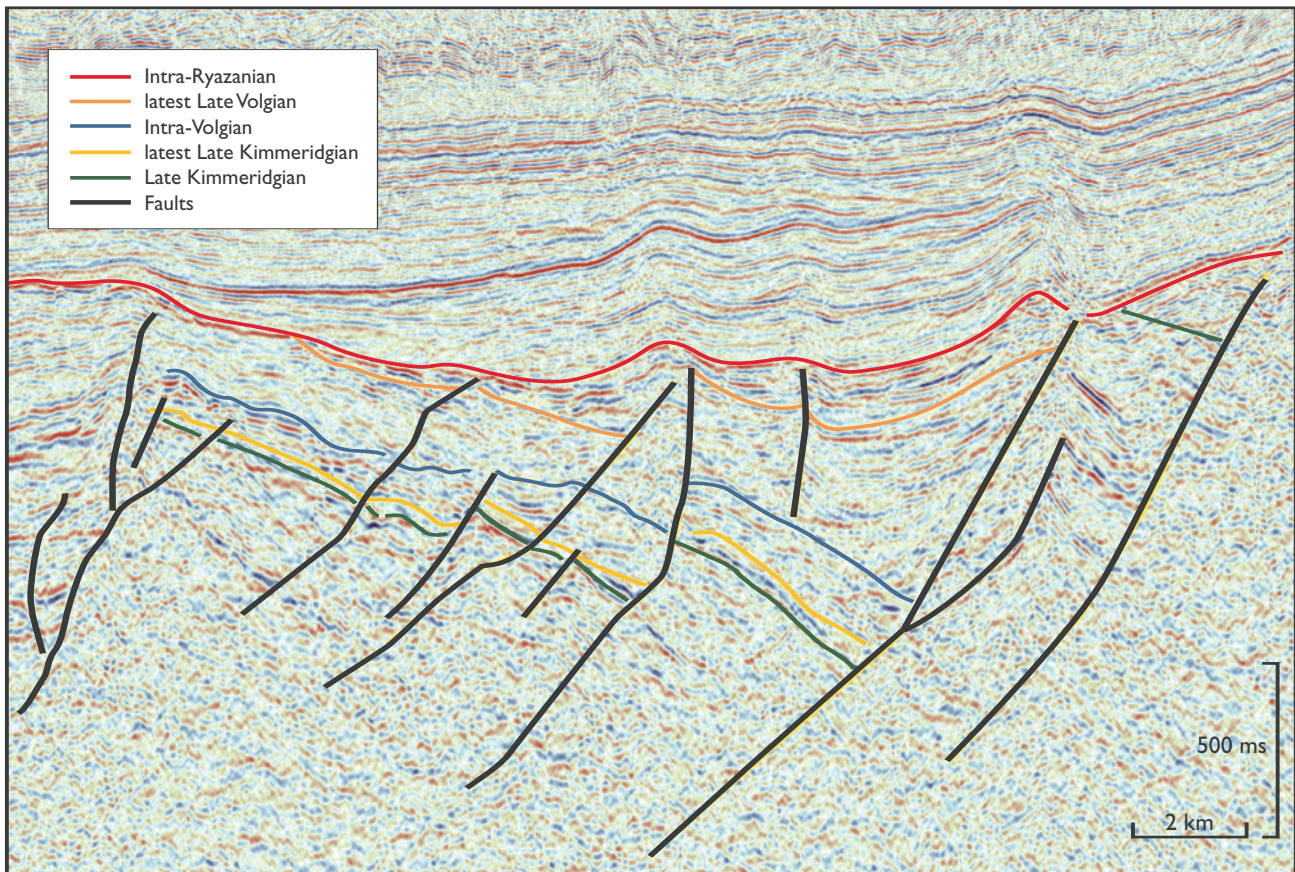 Intra-Ryazanian
latest Late Volgian
Intra-Volgian
latest Late Kimmeridgian
Late Kimmeridgian
Faults
500 ms
2 km